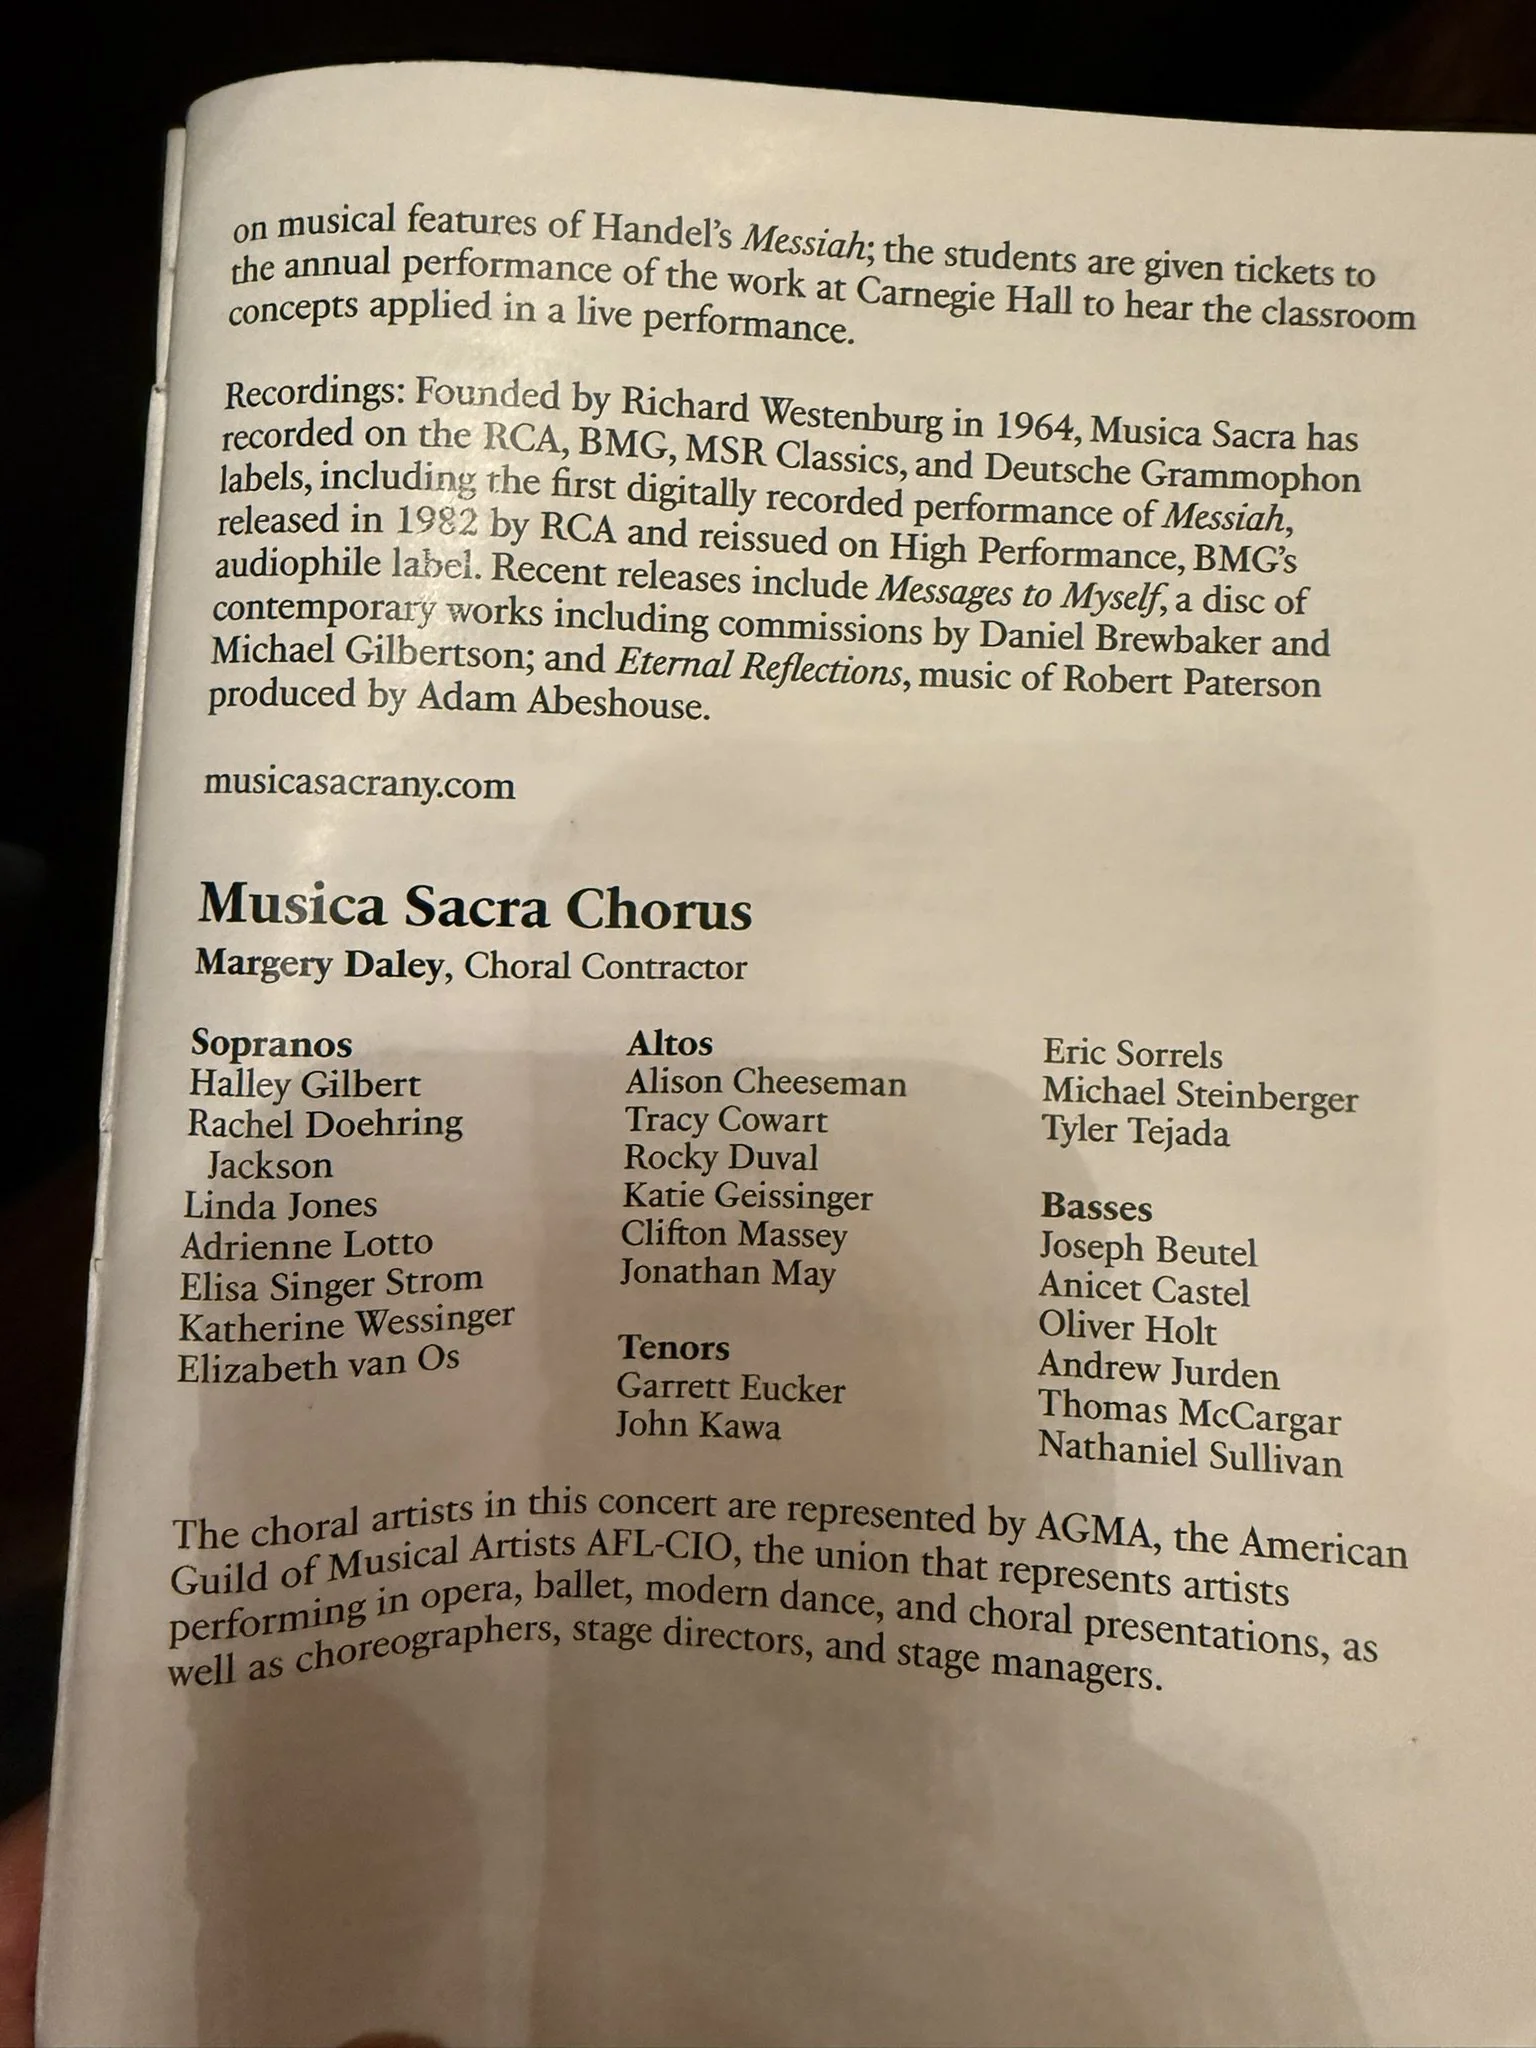 on musical features of Handel's Messiah; the students are given tickets to
the annual performance of the work at Carnegie Hall to hear the classroom
concepts applied in a live performance.
Recordings: Founded by Richard Westenburg in 1964, Musica Sacra has
recorded on the RCA, BMG, MSR Classics, and Deutsche Grammophon
labels, including the first digitally recorded performance of Messiah,
released in 1982 by RCA and reissued on High Performance, BMG's
audiophile label. Recent releases include Messages to Myself, a disc of
contemporary works including commissions by Daniel Brewbaker and
Michael Gilbertson; and Eternal Reflections, music of Robert Paterson
produced by Adam Abeshouse.
musicasacrany.com
Musica Sacra Chorus
Margery Daley, Choral Contractor
Sopranos
Halley Gilbert
Rachel Doehring
Jackson
Linda Jones
Adrienne Lotto
Elisa Singer Strom
Katherine Wessinger
Elizabeth van Os
Altos
Alison Cheeseman
Tracy Cowart
Rocky Duval
Katie Geissinger
Clifton Massey
Jonathan May
Tenors
Garrett Eucker
John Kawa
Eric Sorrels
Michael Steinberger
Tyler Tejada
Basses
Joseph Beutel
Anicet Castel
Oliver Holt
Andrew Jurden
Thomas McCargar
Nathaniel Sullivan
The choral artists in this concert are represented by AGMA, the American
Guild of Musical Artists AFL-CIO, the union that represents artists
performing in opera, ballet, modern dance, and choral presentations, as
well as choreographers, stage directors, and stage managers.